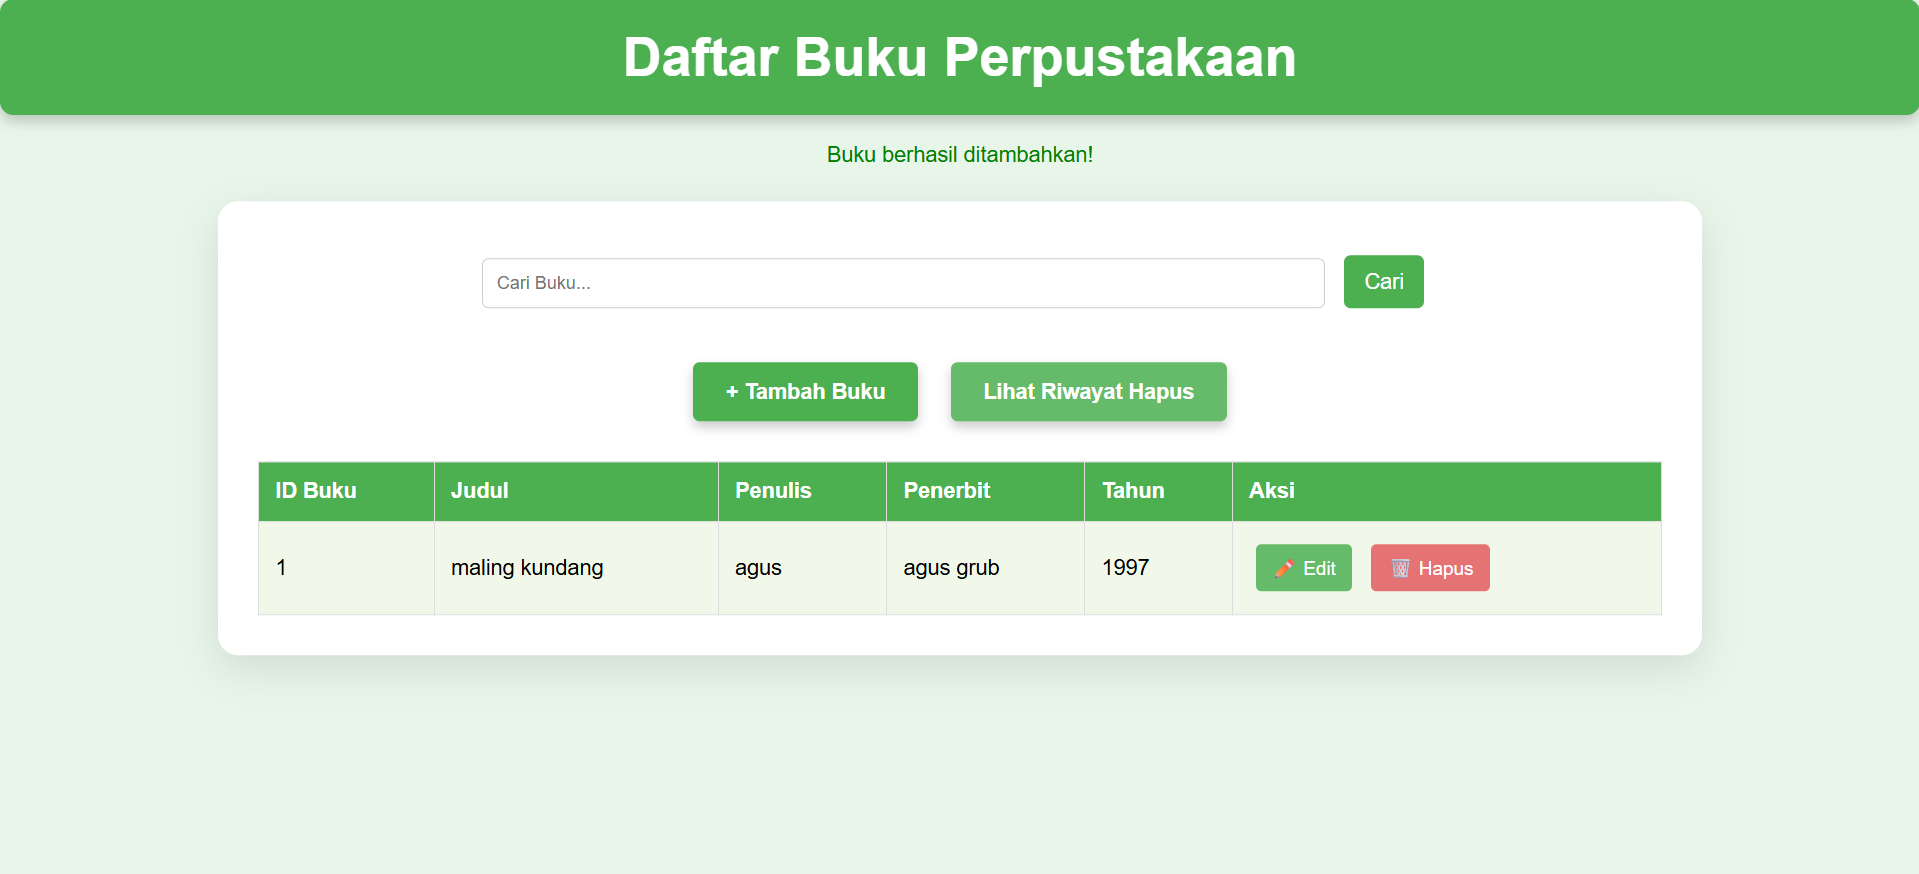 Daftar Buku Perpustakaan
Buku berhasil ditambahkan!
Cari Buku... Cari
+ Tambah Buku Lihat Riwayat Hapus
ID Buku Judul Penulis Penerbit Tahun Aksi
1 maling kundang agus agus grub 1997 Edit Hapus